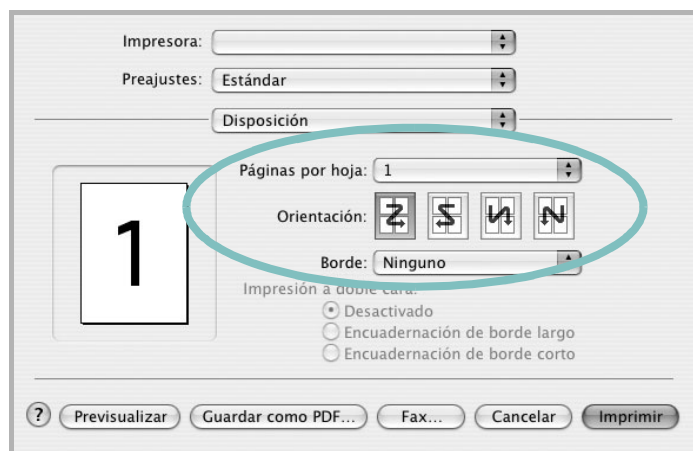 Impresora:
Preajustes: Estándar
Disposición
Páginas por hoja: 1
1
Orientación:
Borde: Ninguno
Impresión a doble cara:
Desactivado
Encuadernación de borde largo
Encuadernación de borde corto
? Previsualizar Guardar como PDF... Fax... Cancelar Imprimir